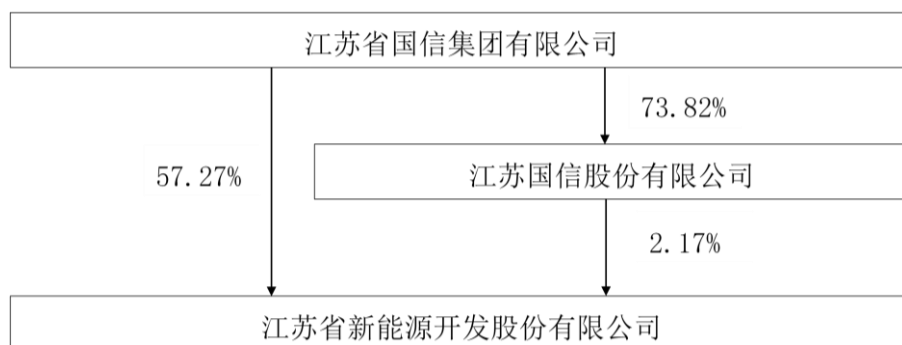 江苏省国信集团有限公司
73.82%
57.27%
江苏国信股份有限公司
2.17%
江苏省新能源开发股份有限公司